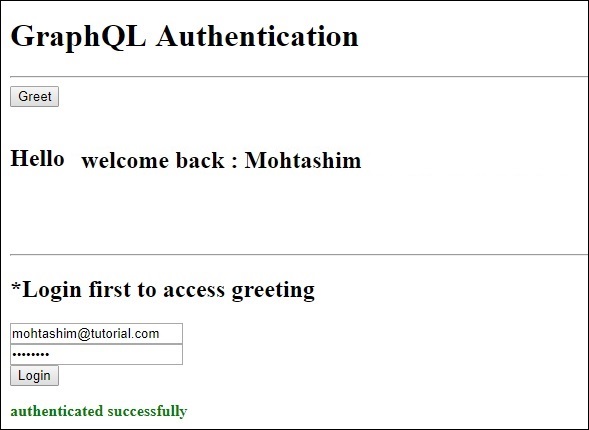 GraphQL Authentication
Greet
Hello welcome back : Mohtashim
*Login first to access greeting
mohtashim@tutorial.com
••••••••
Login
authenticated successfully